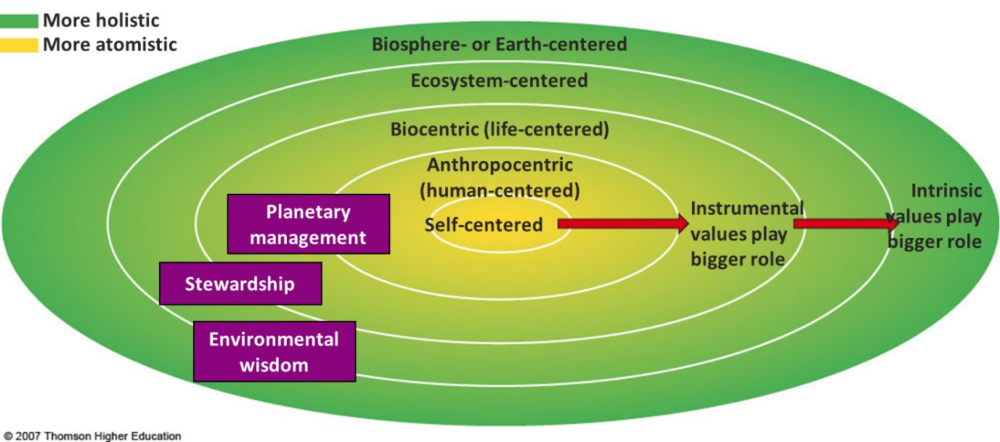 More holistic
More atomistic
Biosphere- or Earth-centered
Ecosystem-centered
Biocentric (life-centered)
Anthropocentric
(human-centered)
Self-centered
Planetary
management
Stewardship
Environmental
wisdom
Instrumental
values play
bigger role
Intrinsic
values play
bigger role
© 2007 Thomson Higher Education